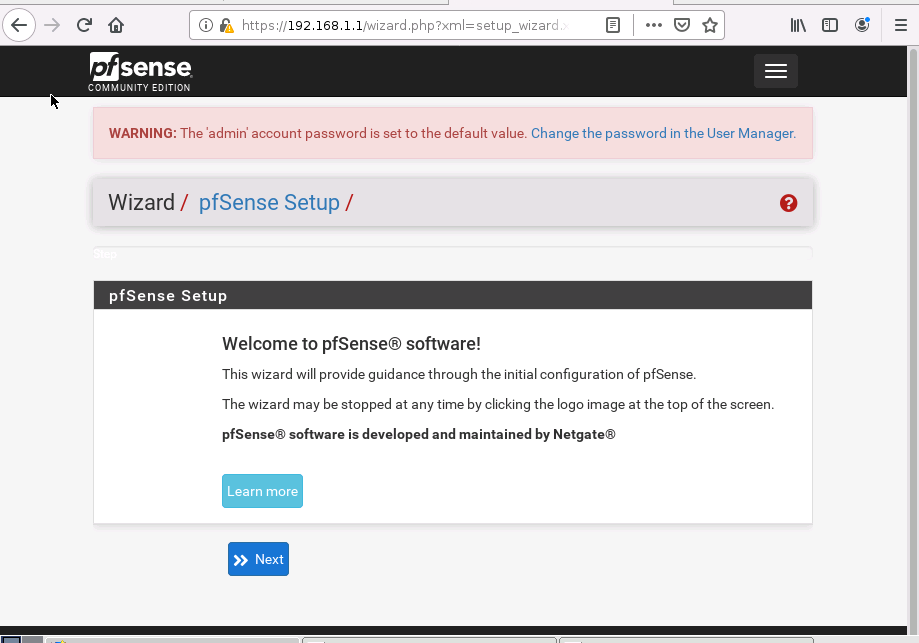 https://192.168.1.1/wizard.php?xml=setup_wizard.x
pfsense
COMMUNITY EDITION
WARNING: The 'admin' account password is set to the default value. Change the password in the User Manager.
Wizard / pfSense Setup /
Step
pfSense Setup
Welcome to pfSense® software!
This wizard will provide guidance through the initial configuration of pfSense.
The wizard may be stopped at any time by clicking the logo image at the top of the screen.
pfSense® software is developed and maintained by Netgate®
Learn more
Next